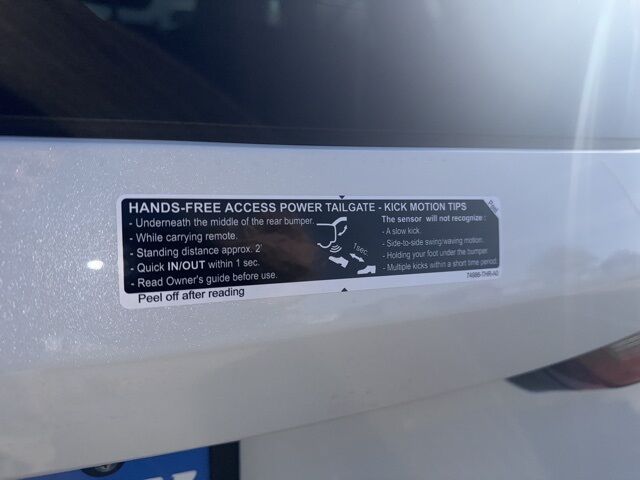 HANDS-FREE ACCESS POWER TAILGATE - KICK MOTION TIPS
- Underneath the middle of the rear bumper.
- While carrying remote.
- Standing distance approx. 2'
- Quick IN/OUT within 1 sec.
- Read Owner's guide before use.
1sec.
The sensor will not recognize :
- A slow kick.
- Side-to-side swing/waving motion.
- Holding your foot under the bumper.
- Multiple kicks within a short time period.
74886-THR-A0
Peel off after reading